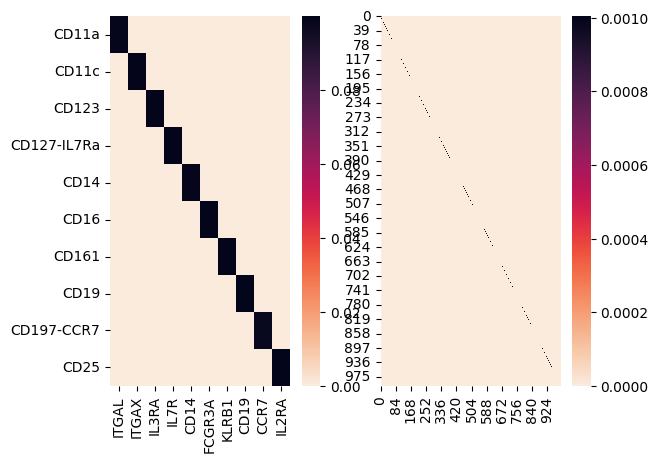 CD11a
CD11c
CD123
CD127-IL7Ra
CD14
CD16
CD161
CD19
CD197-CCR7
CD25
ITGAL
ITGAX
IL3RA
IL7R
CD14
FCGR3A
KLRB1
CD19
CCR7
IL2RA
0.08
0.06
0.04
0.02
0.00
0
39
78
117
156
195
234
273
312
351
390
429
468
507
546
585
624
663
702
741
780
819
858
897
936
975
0
84
168
252
336
420
504
588
672
756
840
924
0.0010
0.0008
0.0006
0.0004
0.0002
0.0000